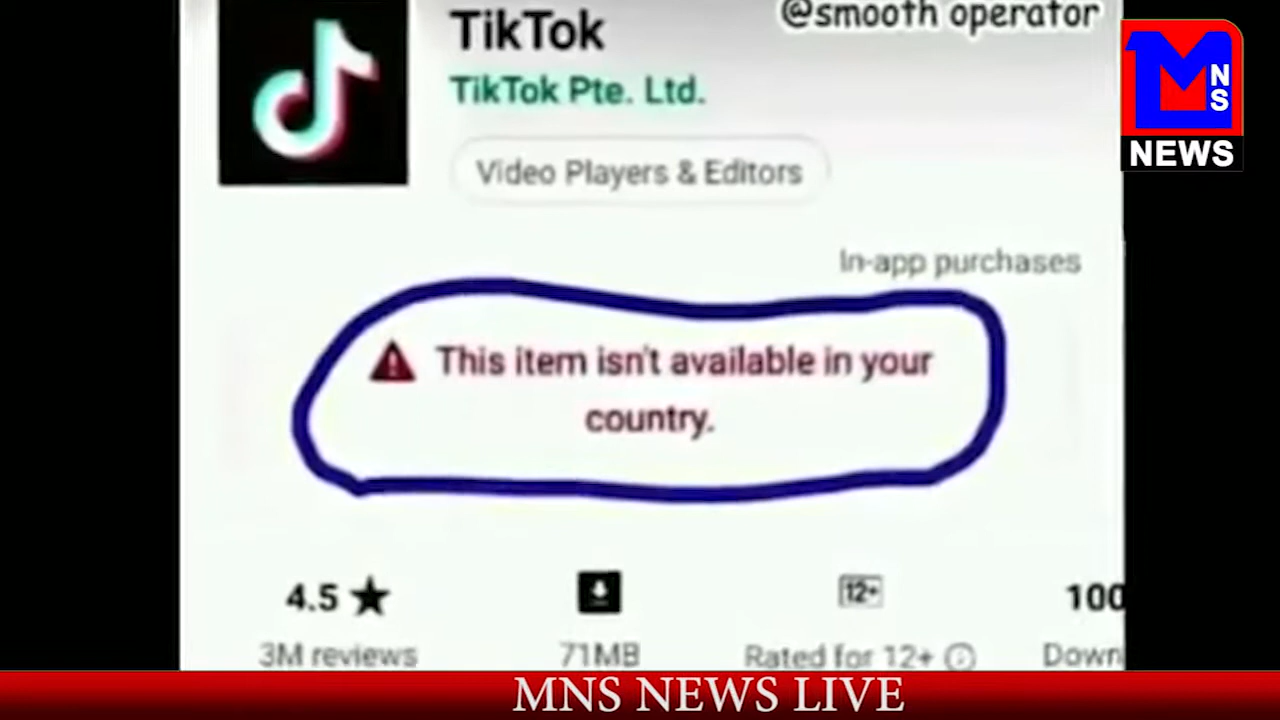 @smooth operator
TikTok
TikTok Pte. Ltd.
Video Players & Editors
In-app purchases
This item isn't available in your
country.
4.5 ★
12+
100
3M reviews
71MB
Rated for 12+
Down
M NS
NEWS
MNS NEWS LIVE